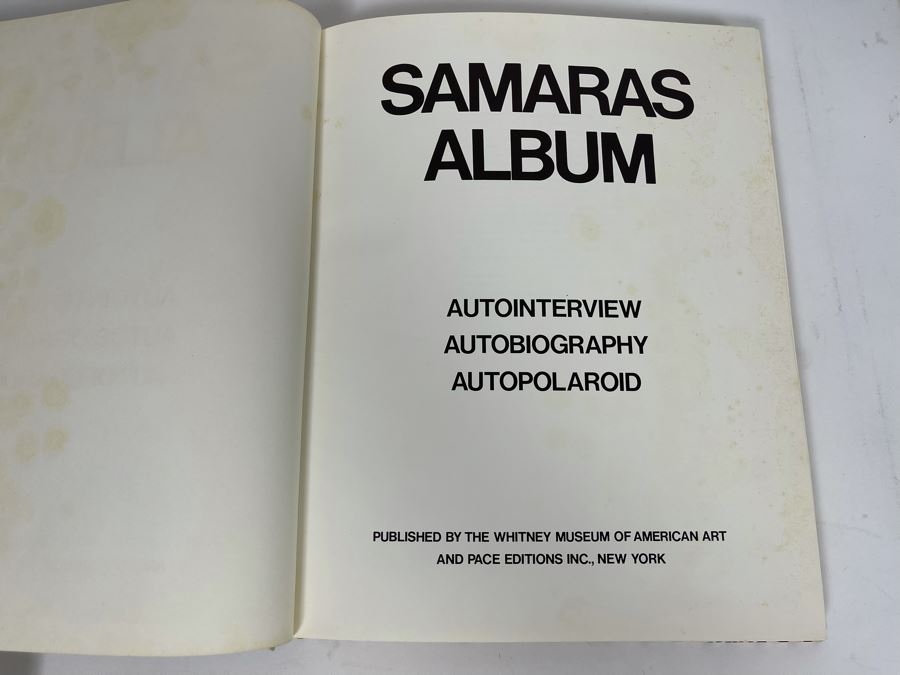 SAMARAS
ALBUM
AUTOINTERVIEW
AUTOBIOGRAPHY
AUTOPOLAROID
PUBLISHED BY THE WHITNEY MUSEUM OF AMERICAN ART
AND PACE EDITIONS INC., NEW YORK